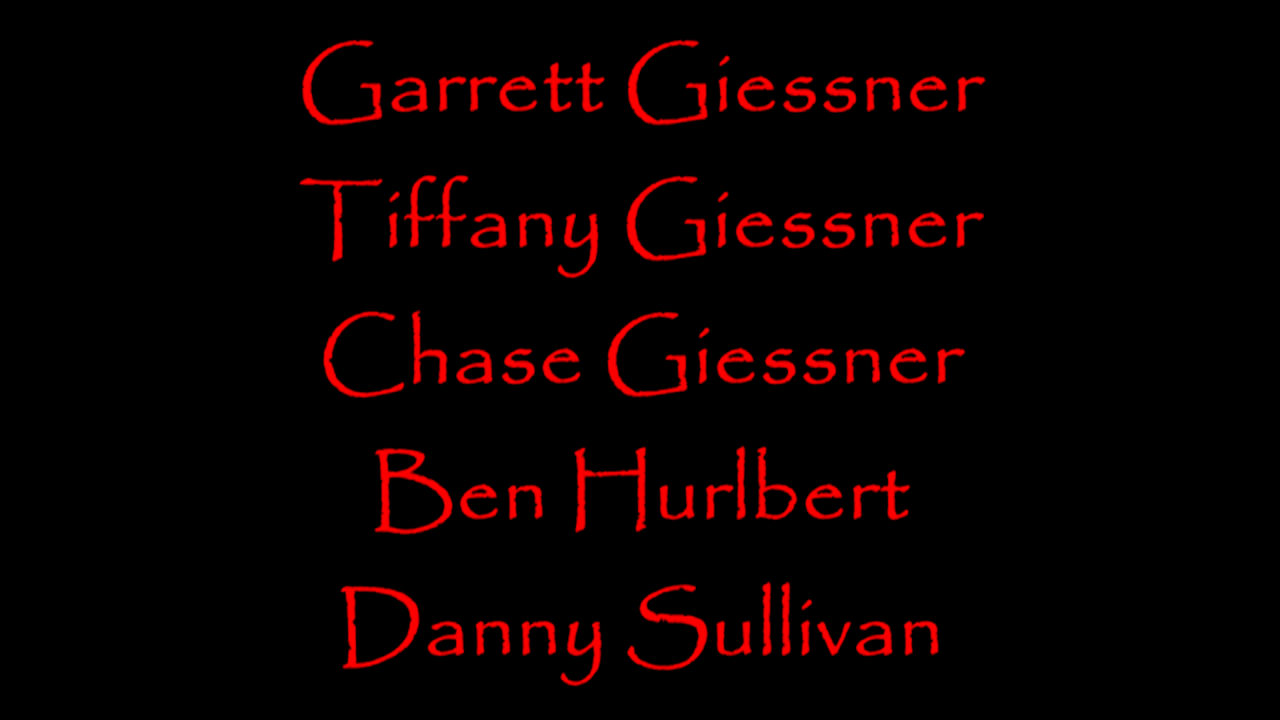 Garrett Giessner
Tiffany Giessner
Chase Giessner
Ben Hurlbert
Danny Sullivan